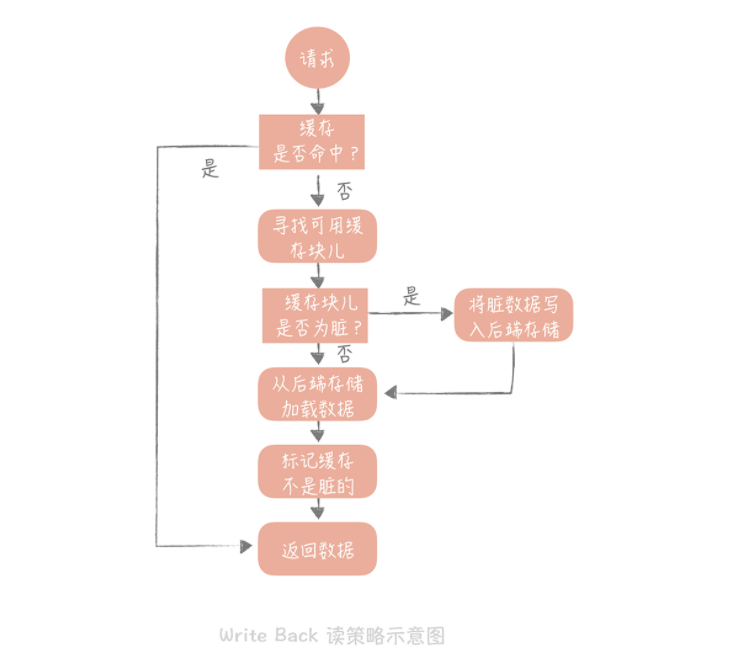 请求
缓存
是否命中？
是
否
寻找可用缓
存块儿
缓存块儿
是否为脏？
是
将脏数据写
入后端存储
否
从后端存储
加载数据
标记缓存
不是脏的
返回数据
Write Back 读策略示意图